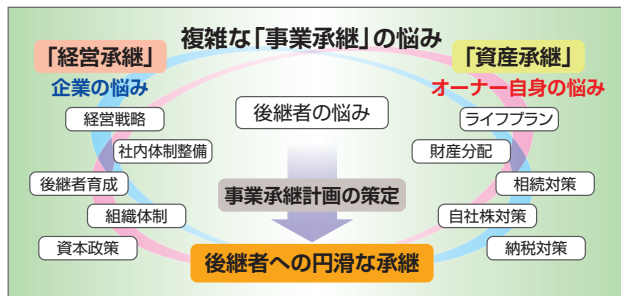 複雑な「事業承継」の悩み
「経営承継」
企業の悩み
経営戦略
社内体制整備
後継者育成
組織体制
資本政策
後継者の悩み
事業承継計画の策定
後継者への円滑な承継
「資産承継」
オーナー自身の悩み
ライフプラン
財産分配
相続対策
自社株対策
納税対策